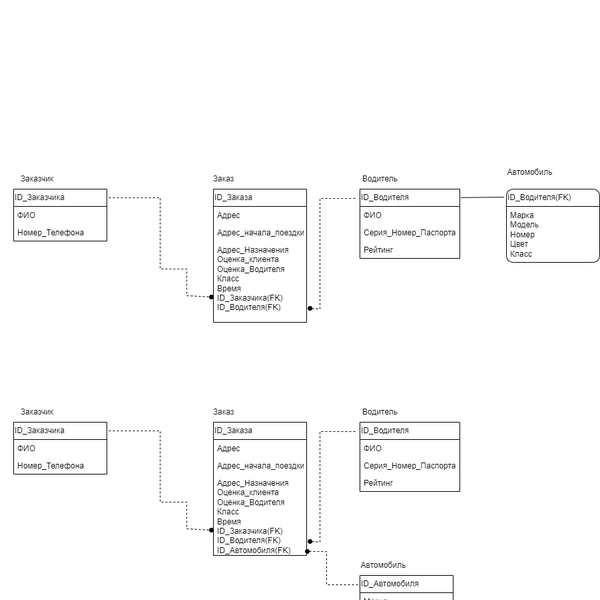 Заказчик
ID_Заказчика
ФИО
Номер_Телефона
Заказ
ID_Заказа
Адрес
Адрес_начала_поездки
Адрес_Назначения
Оценка_клиента
Оценка_Водителя
Класс
Время
ID_Заказчика(FK)
ID_Водителя(FK)
Водитель
ID_Водителя
ФИО
Серия_Номер_Паспорта
Рейтинг
Автомобиль
ID_Водителя(FK)
Марка
Модель
Номер
Цвет
Класс
Заказчик
ID_Заказчика
ФИО
Номер_Телефона
Заказ
ID_Заказа
Адрес
Адрес_начала_поездки
Адрес_Назначения
Оценка_клиента
Оценка_Водителя
Класс
Время
ID_Заказчика(FK)
ID_Водителя(FK)
ID_Автомобиля(FK)
Водитель
ID_Водителя
ФИО
Серия_Номер_Паспорта
Рейтинг
Автомобиль
ID_Автомобиля